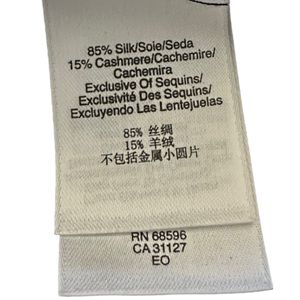 85% Silk/Soie/Seda
15% Cashmere/Cachemire/
Cachemira
Exclusive Of Sequins/
Exclusivité Des Sequins/
Excluyendo Las Lentejuelas
85% 丝绸
15% 羊绒
不包括金属小圆片
RN 68596
CA 31127
EO